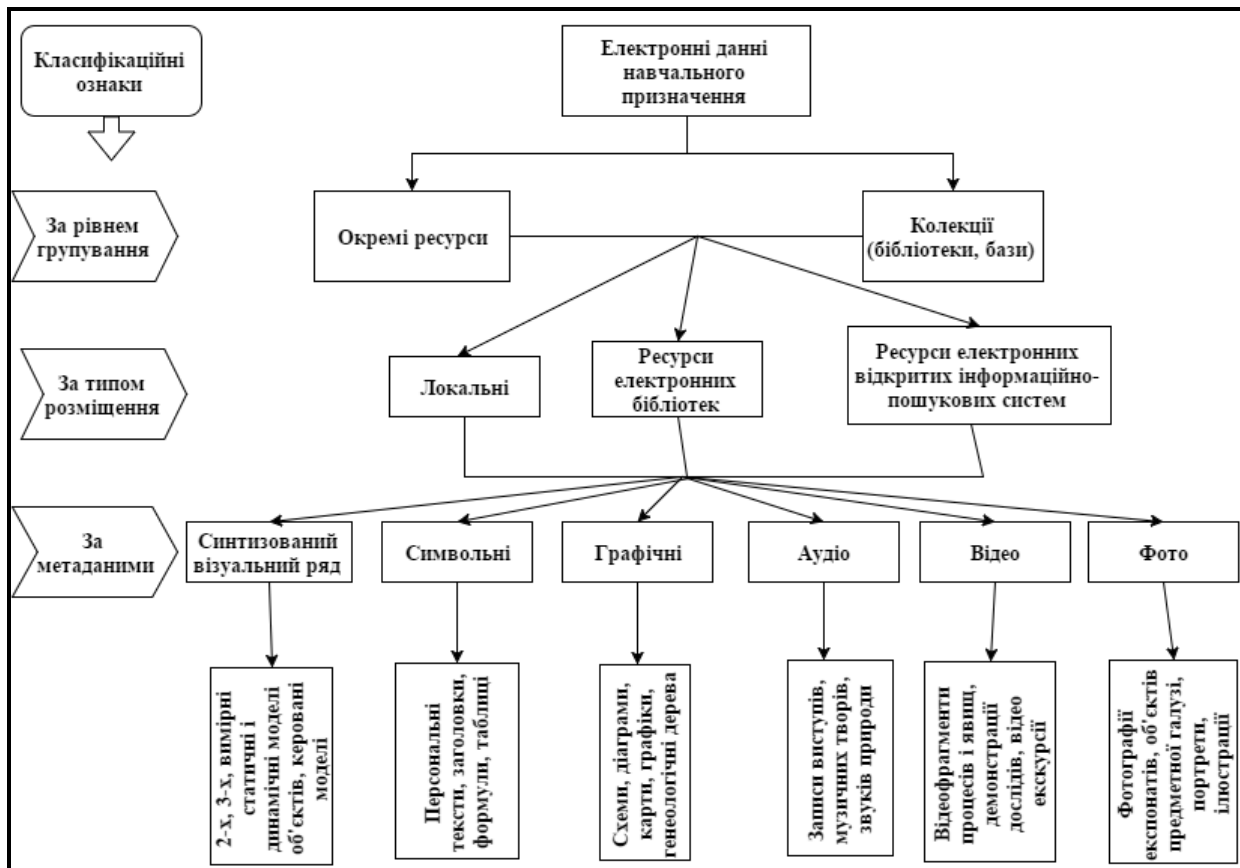 Класифікаційні
ознаки
Електронні данні
навчального
призначення
За рівнем
групування
Окремі ресурси
Колекції
(бібліотеки, бази)
За типом
розміщення
Локальні
Ресурси
електронних
бібліотек
Ресурси електронних
відкритих інформаційно-
пошукових систем
За
метаданими
Синтизований
візуальний ряд
Символьні
Графічні
Аудіо
Відео
Фото
2-х, 3-х, вимірні
статичні і
динамічні моделі
об'єктів, керовані
моделі
Персональні
тексти, заголовки,
формули, таблиці
Схеми, діаграми,
карти, графіки,
генеологічні дерева
Записи виступів,
музичних творів,
звуків природи
Відеофрагменти
процесів і явищ,
демонстрації
дослідів, відео
екскурсії
Фотографії
експонатів, об'єктів
предметної галузі,
портрети,
ілюстрації